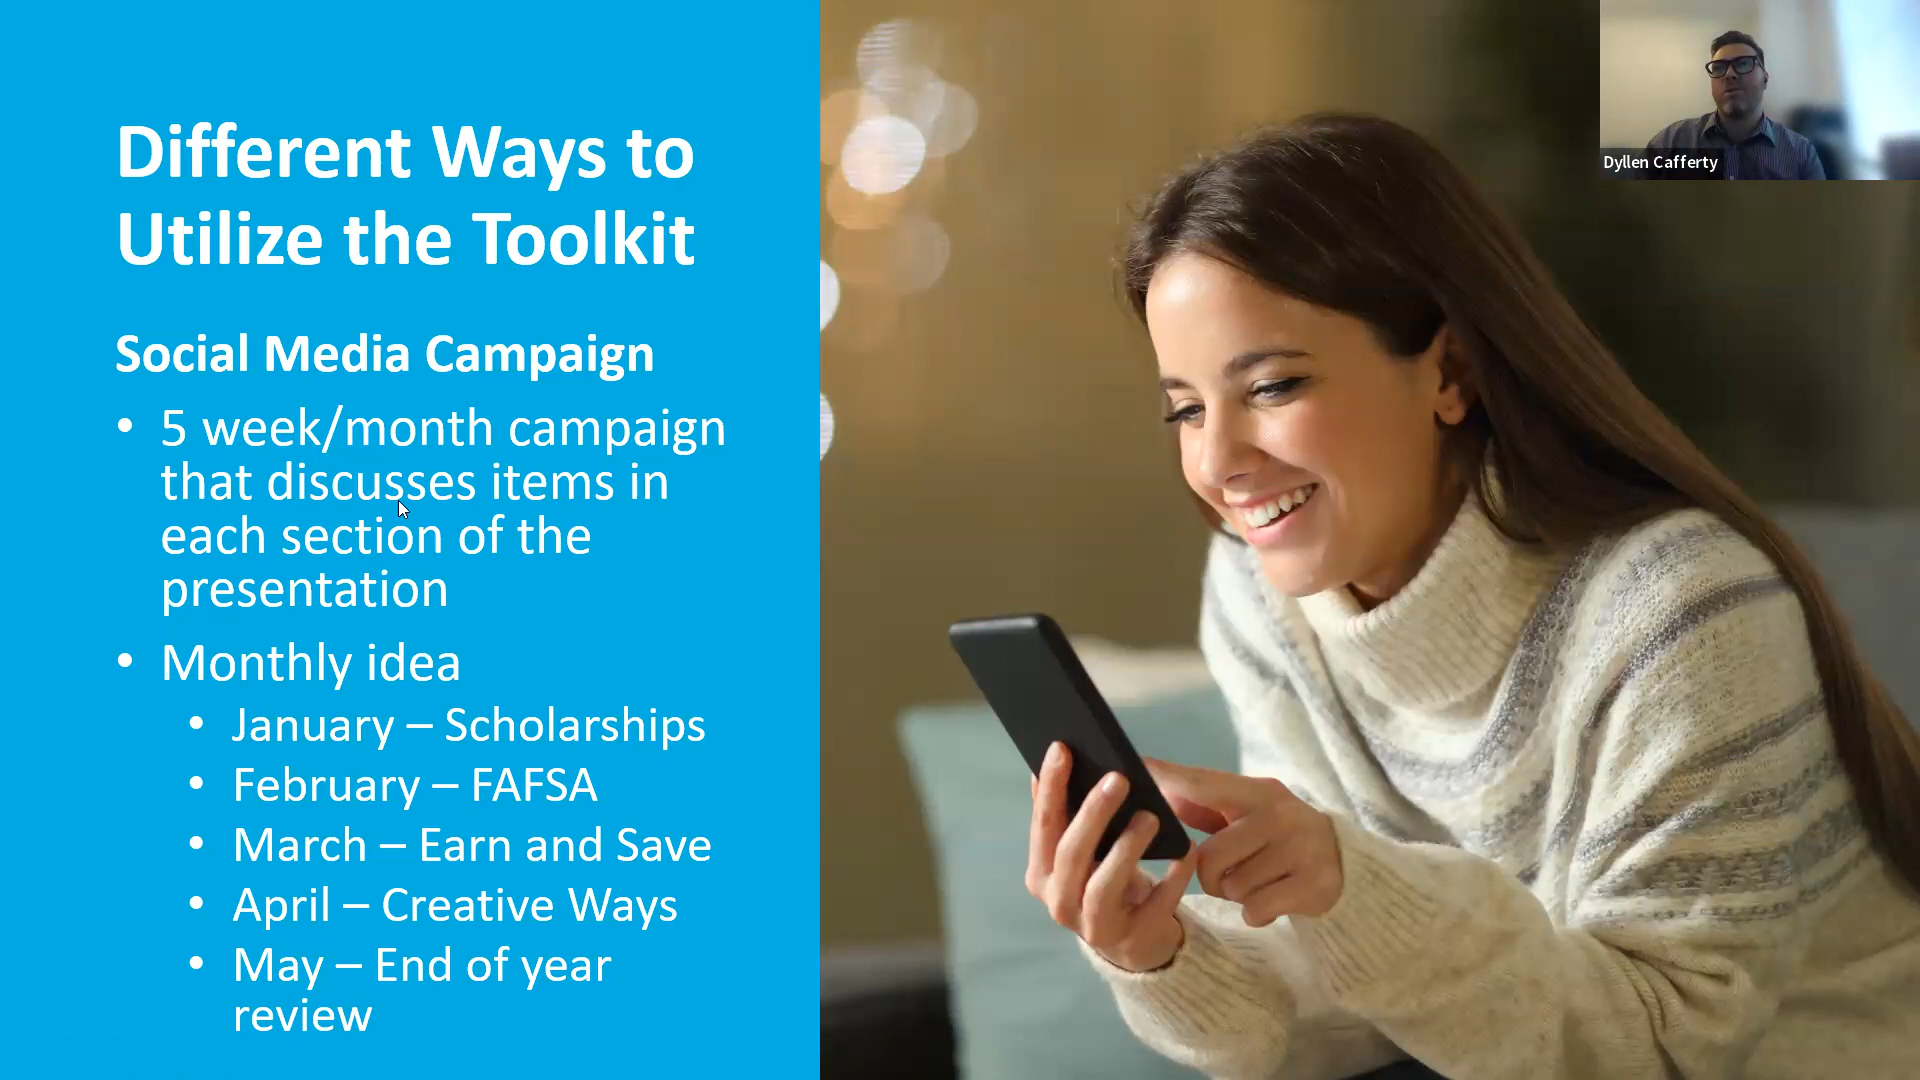 Different Ways to
Utilize the Toolkit
Social Media Campaign
• 5 week/month campaign
that discusses items in
each section of the
presentation
• Monthly idea
• January – Scholarships
• February – FAFSA
• March – Earn and Save
• April – Creative Ways
• May – End of year
review
Dyllen Cafferty